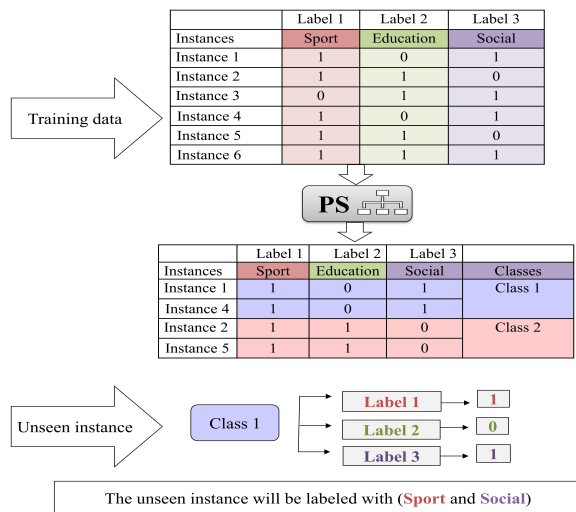 Label 1 Label 2 Label 3
Instances Sport Education Social
Instance 1 1 0 1
Instance 2 1 1 0
Instance 3 0 1 1
Instance 4 1 0 1
Instance 5 1 1 0
Instance 6 1 1 1
Training data
PS
Label 1 Label 2 Label 3
Instances Sport Education Social Classes
Instance 1 1 0 1 Class 1
Instance 4 1 0 1
Instance 2 1 1 0 Class 2
Instance 5 1 1 0
Unseen instance
Class 1
Label 1 1
Label 2 0
Label 3 1
The unseen instance will be labeled with (Sport and Social)